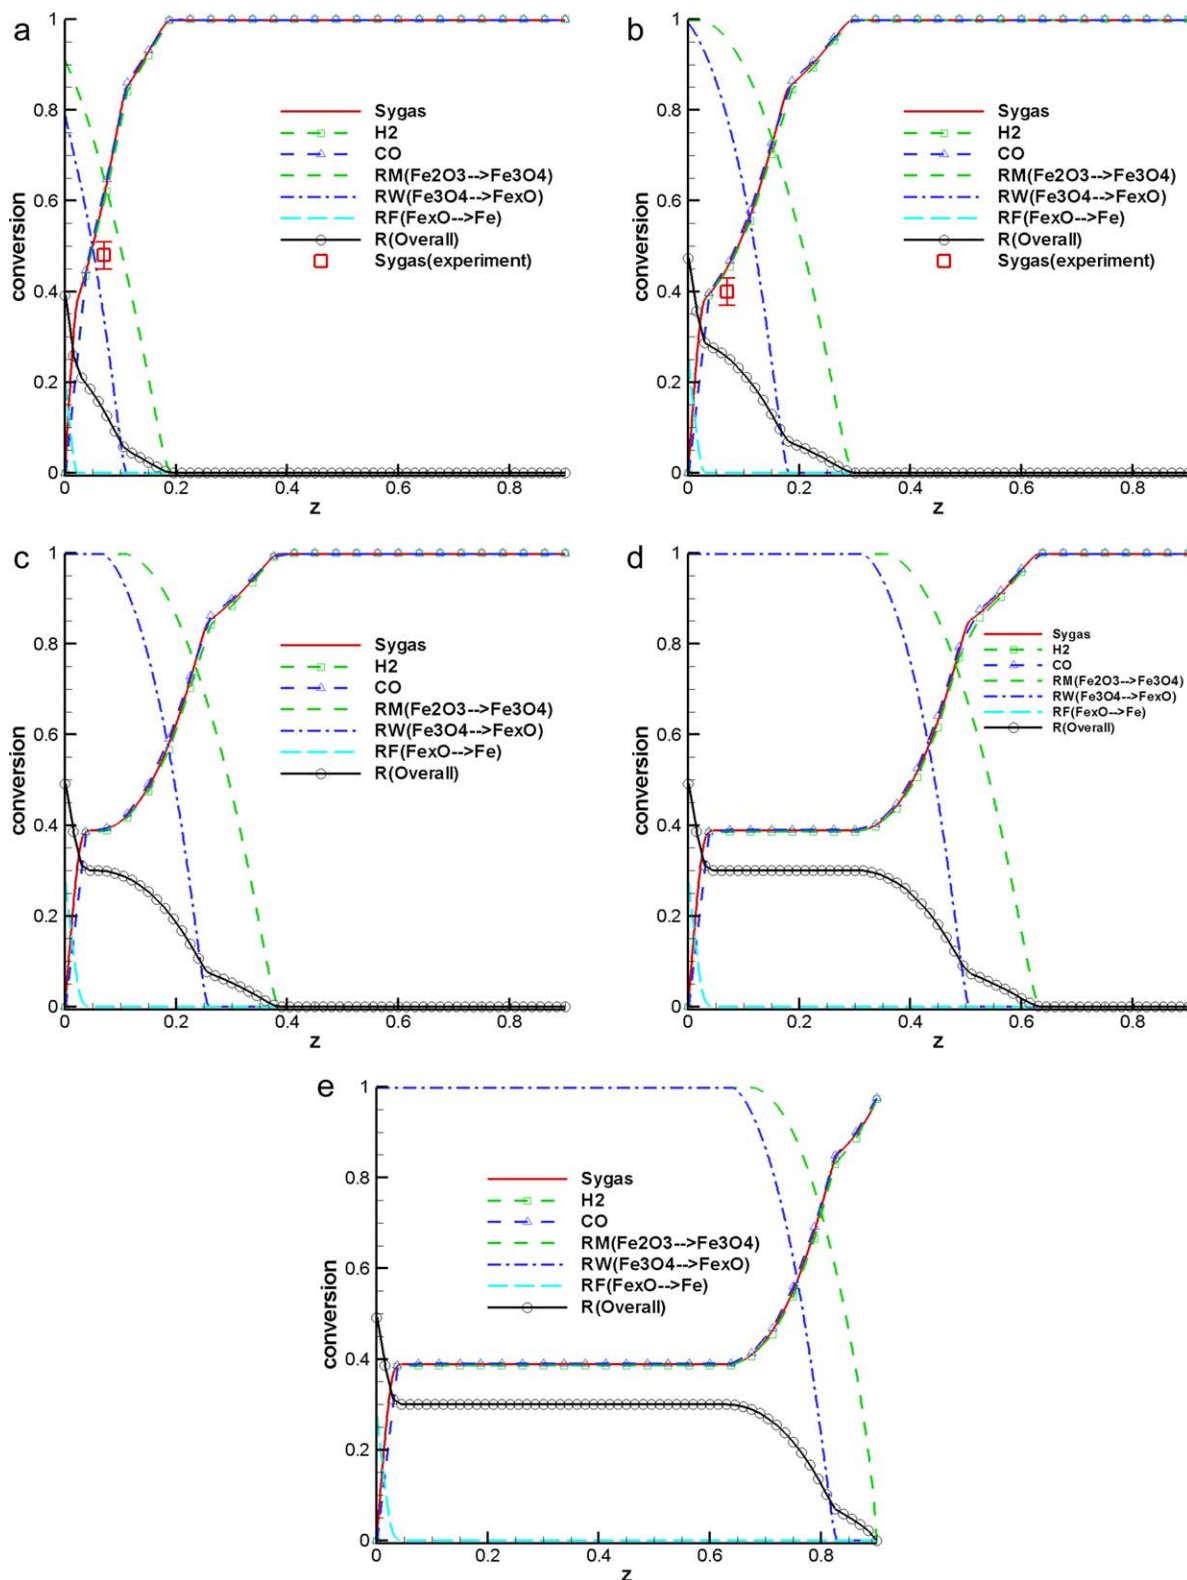 a
conversion
1
0.8
0.6
0.4
0.2
0
0 0.2 0.4 0.6 0.8
z
Sygas
H2
CO
RM(Fe2O3-->Fe3O4)
RW(Fe3O4-->FexO)
RF(FexO-->Fe)
R(Overall)
Sygas(experiment)
b
conversion
1
0.8
0.6
0.4
0.2
0
0 0.2 0.4 0.6 0.8
z
Sygas
H2
CO
RM(Fe2O3-->Fe3O4)
RW(Fe3O4-->FexO)
RF(FexO-->Fe)
R(Overall)
Sygas(experiment)
c
conversion
1
0.8
0.6
0.4
0.2
0
0 0.2 0.4 0.6 0.8
z
Sygas
H2
CO
RM(Fe2O3-->Fe3O4)
RW(Fe3O4-->FexO)
RF(FexO-->Fe)
R(Overall)
d
conversion
1
0.8
0.6
0.4
0.2
0
0 0.2 0.4 0.6 0.8
z
Sygas
H2
CO
RM(Fe2O3-->Fe3O4)
RW(Fe3O4-->FexO)
RF(FexO-->Fe)
R(Overall)
e
conversion
1
0.8
0.6
0.4
0.2
0
0 0.2 0.4 0.6 0.8
z
Sygas
H2
CO
RM(Fe2O3-->Fe3O4)
RW(Fe3O4-->FexO)
RF(FexO-->Fe)
R(Overall)